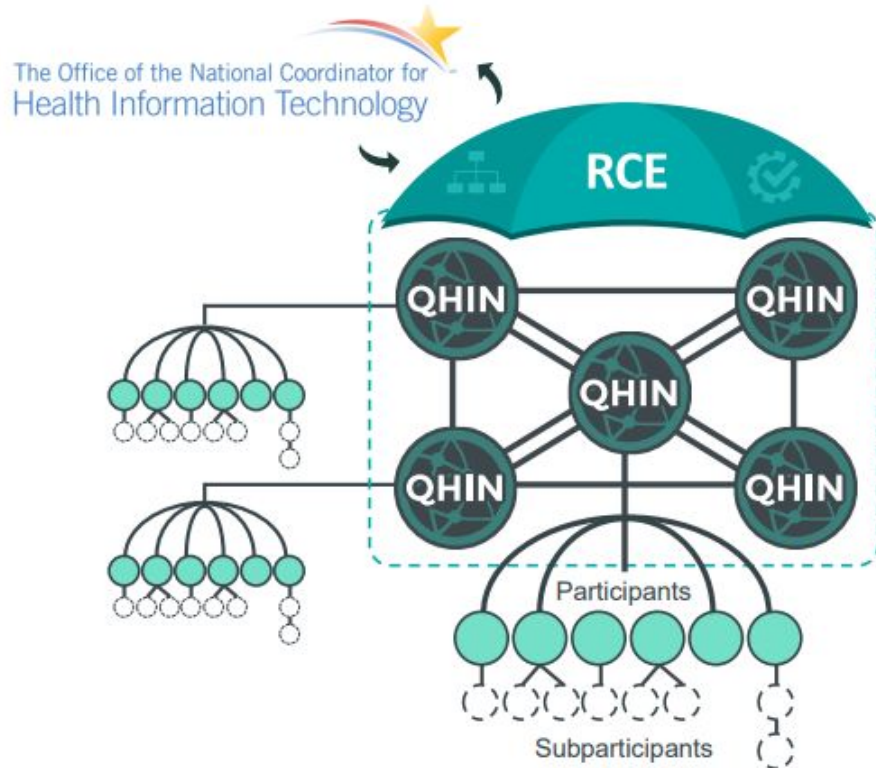 The Office of the National Coordinator for
Health Information Technology
RCE
QHIN
QHIN
QHIN
QHIN
QHIN
Participants
Subparticipants